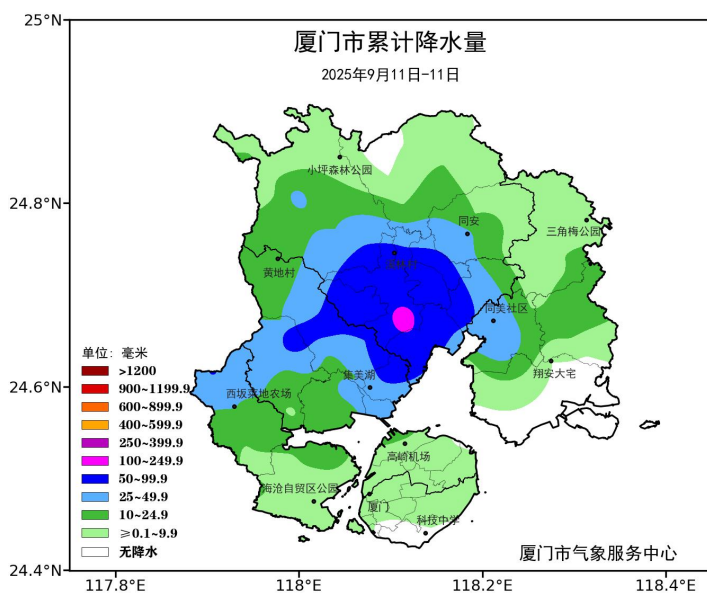 厦门市累计降水量
2025年9月11日-11日
25°N
24.8°N
24.6°N
24.4°N
117.8°E
118°E
118.2°E
118.4°E
小坪森林公园
同安
三角梅公园
黄地村
问美社区
翔安大宅
集美湖
西坂菜地农场
高崎机场
海沧自贸区公园
厦门
科技中学
单位: 毫米
>1200
900~1199.9
600~899.9
400~599.9
250~399.9
100~249.9
50~99.9
25~49.9
10~24.9
≥0.1~9.9
无降水
厦门市气象服务中心